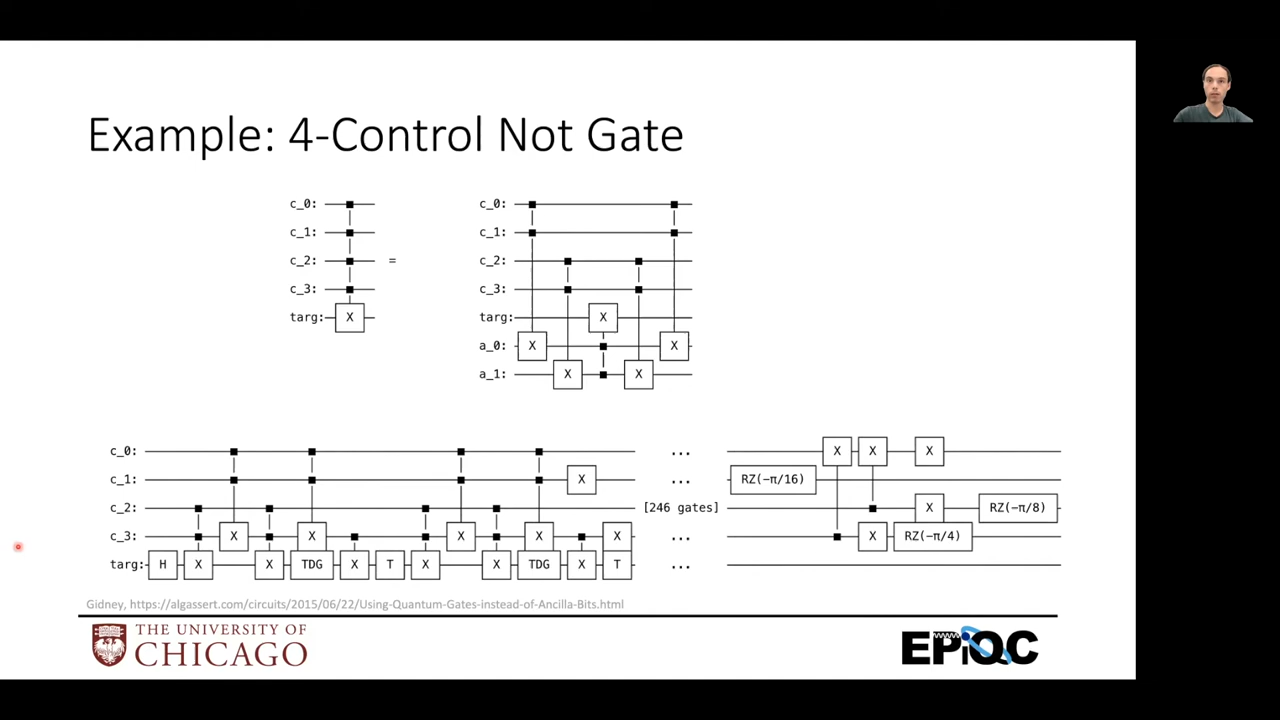 Example: 4-Control Not Gate
c_0:
c_1:
c_2:
c_3:
targ: X
=
c_0:
c_1:
c_2:
c_3:
targ: X
a_0: X X
a_1: X X
c_0: ... X X X
c_1: X ... RZ(−π/16)
c_2: [246 gates] X RZ(−π/8)
c_3: X X X X X ... X RZ(−π/4)
targ: H X X TDG X T X X TDG X T ...
Gidney, https://algassert.com/circuits/2015/06/22/Using-Quantum-Gates-instead-of-Ancilla-Bits.html
THE UNIVERSITY OF
CHICAGO
EPiQC